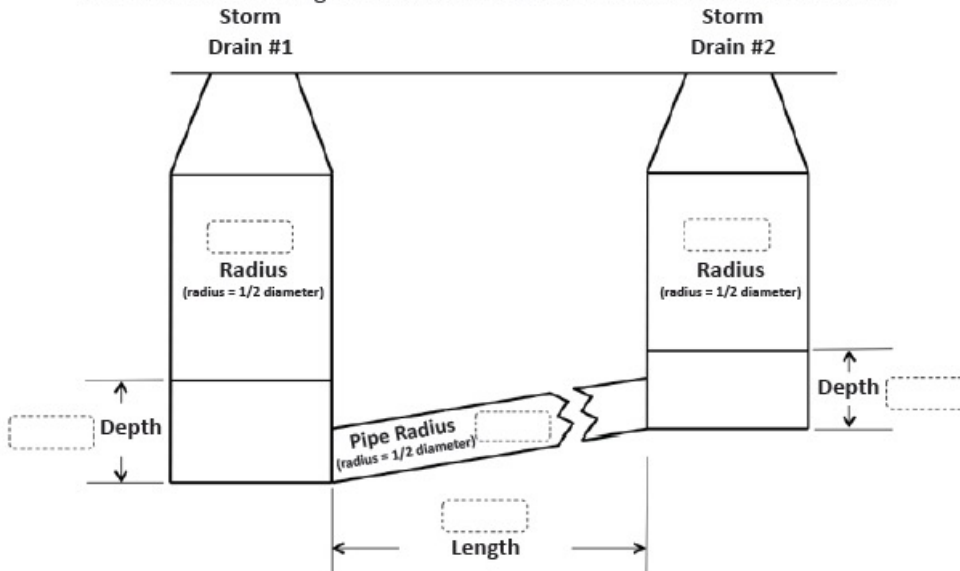 Storm
Drain #1
Storm
Drain #2
Radius
(radius = 1/2 diameter)
Radius
(radius = 1/2 diameter)
Depth
Depth
Pipe Radius
(radius = 1/2 diameter)
Length